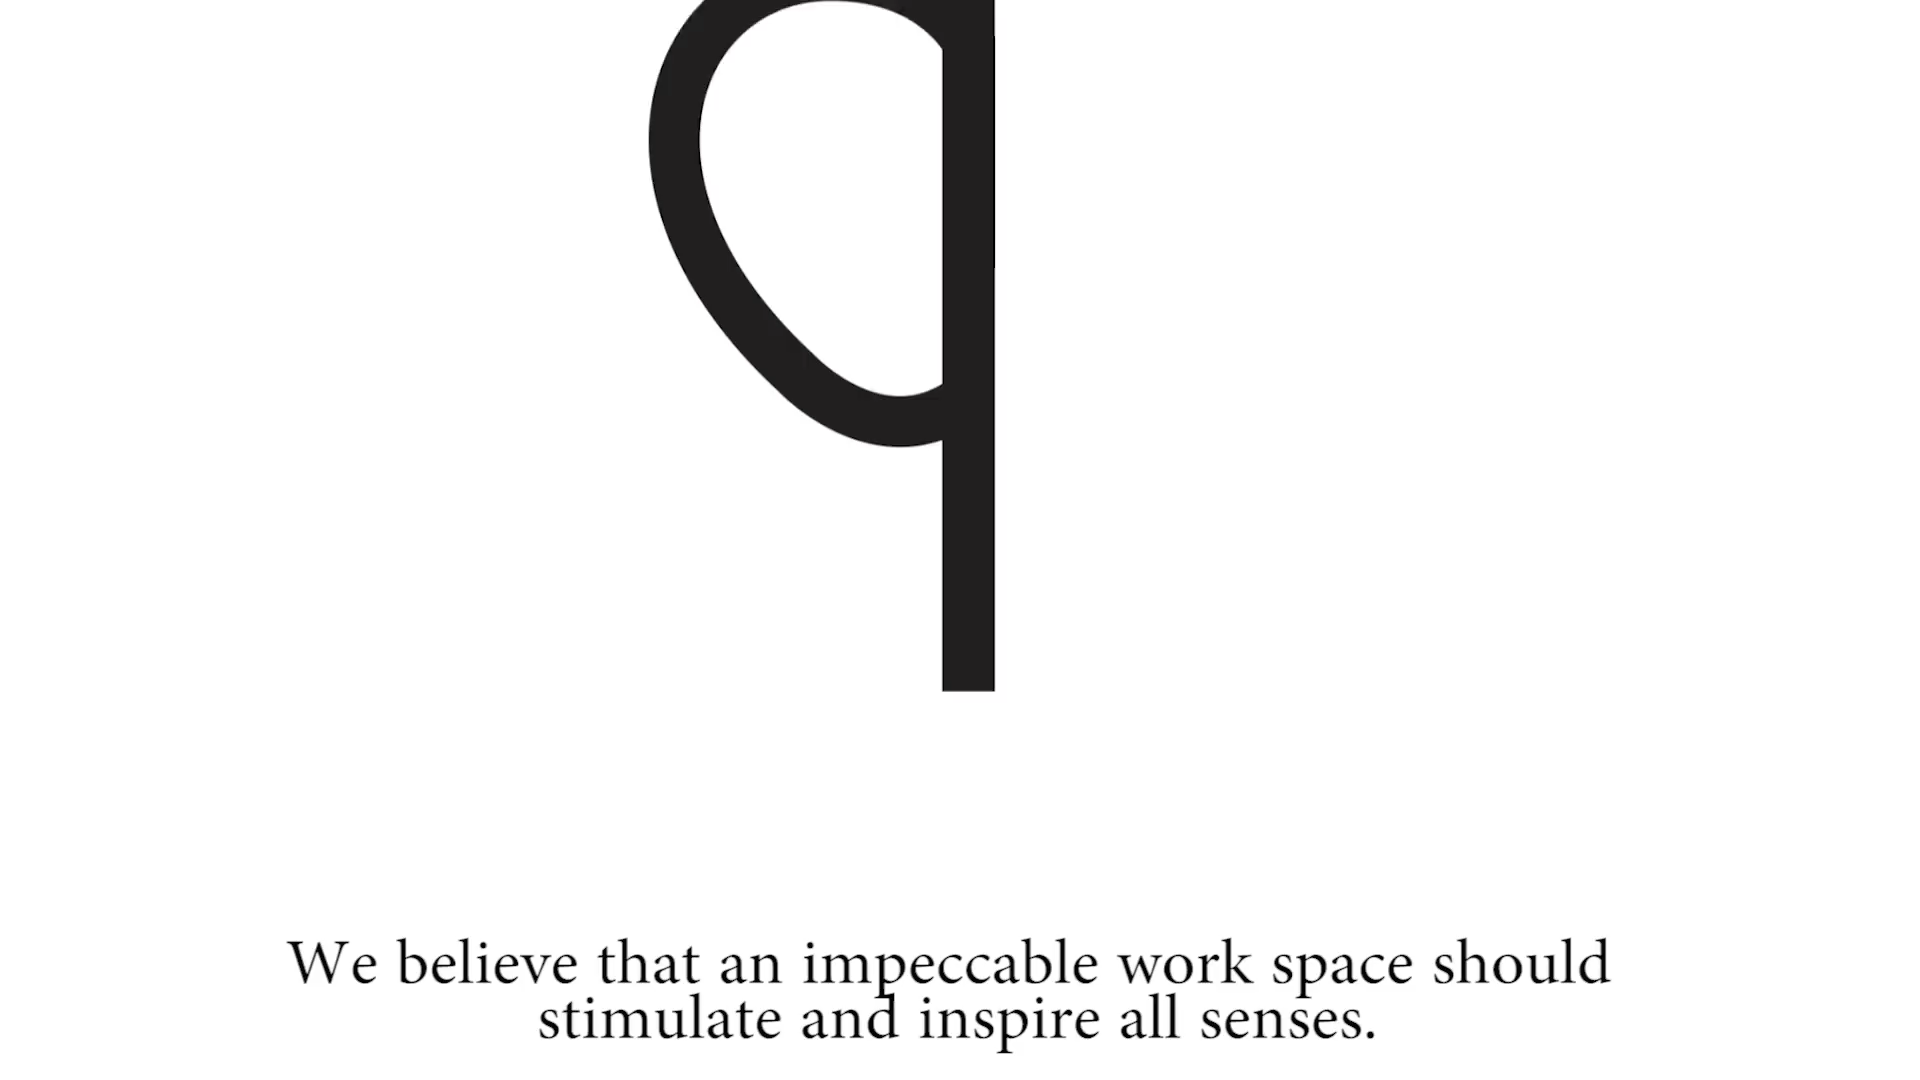 We believe that an impeccable work space should
stimulate and inspire all senses.